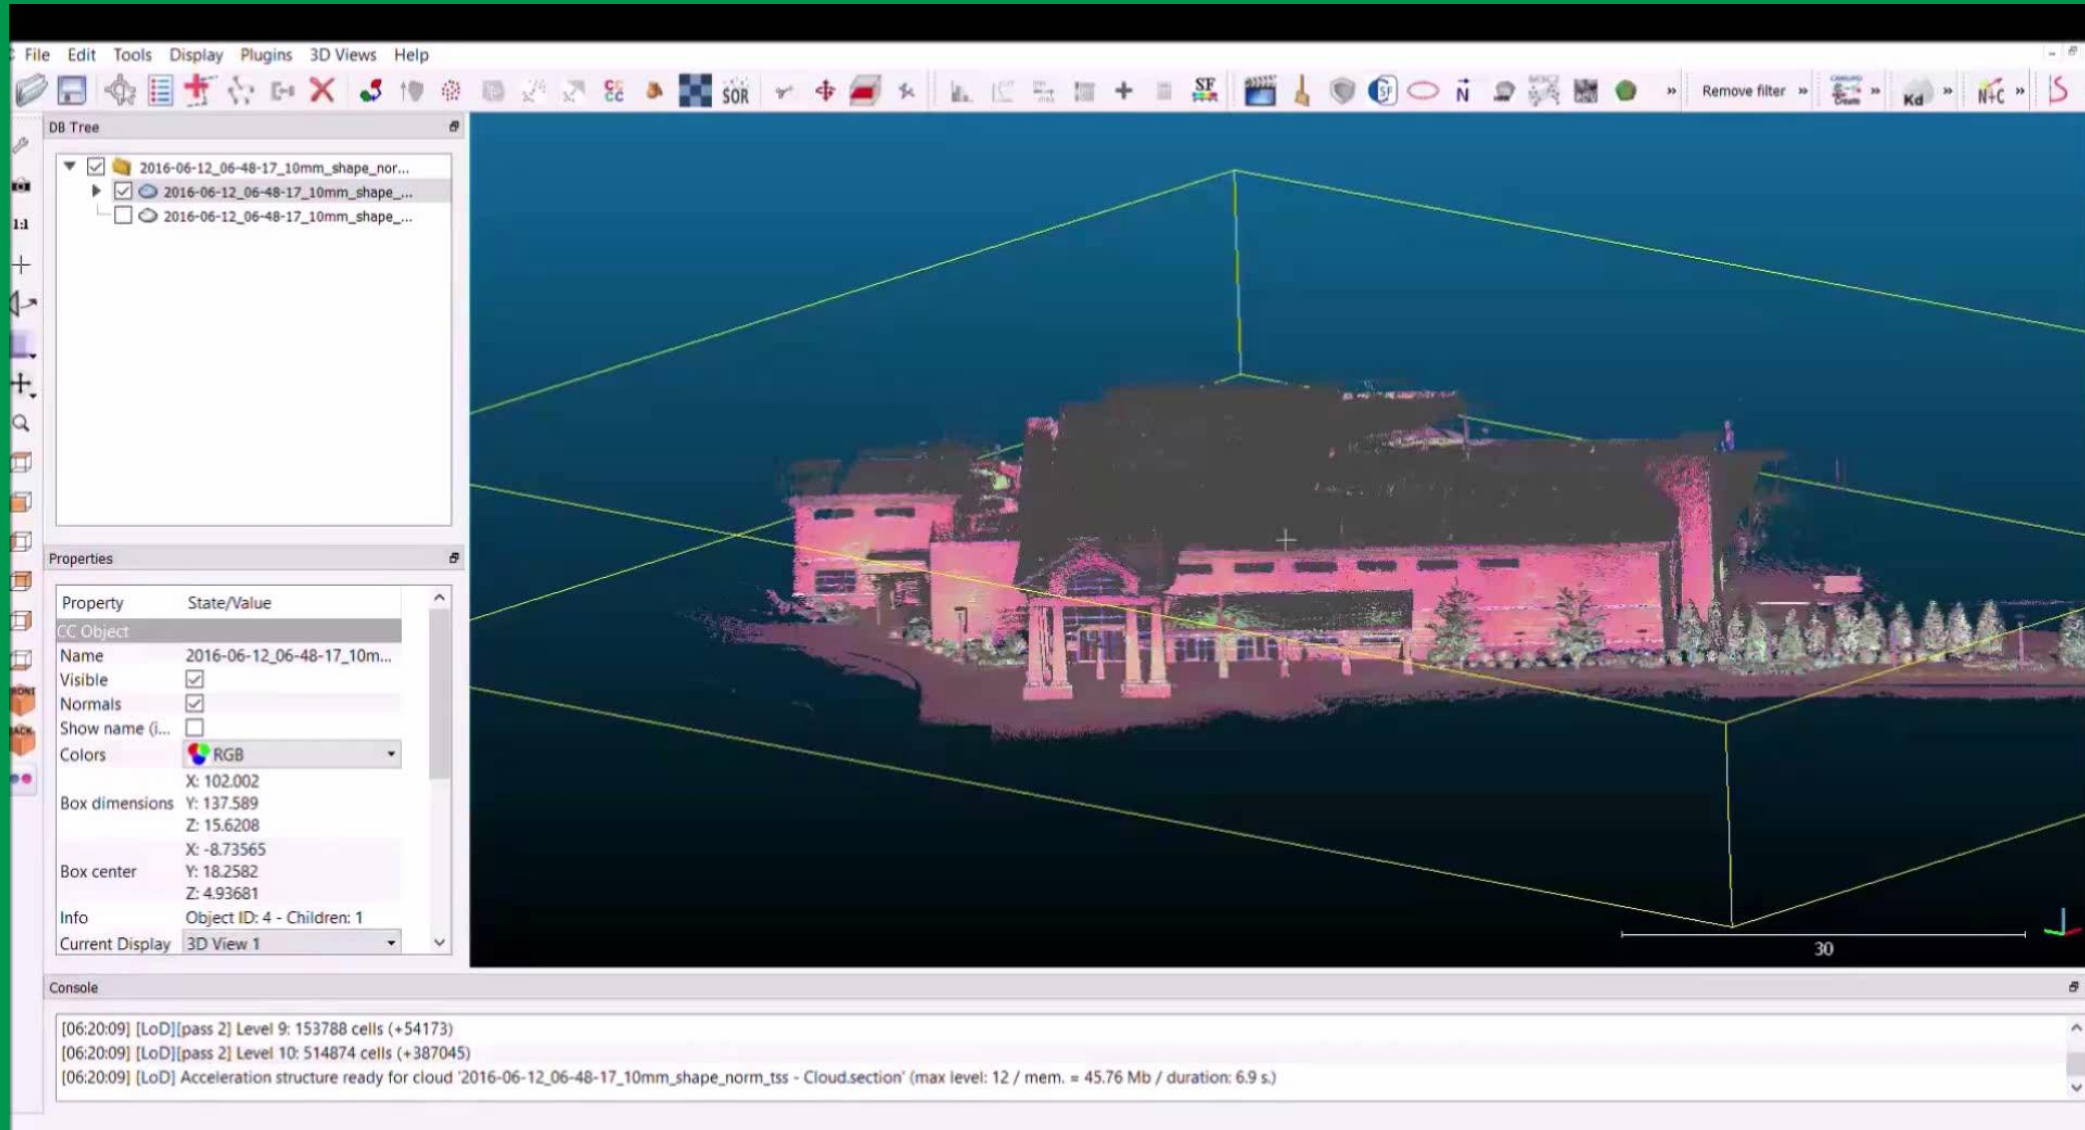 File Edit Tools Display Plugins 3D Views Help
CC
CC
SOR
SF
SF
N
Remove filter
Kd
N+C
DB Tree
2016-06-12_06-48-17_10mm_shape_nor...
2016-06-12_06-48-17_10mm_shape_...
2016-06-12_06-48-17_10mm_shape_...
1:1
Properties
Property State/Value
CC Object
Name 2016-06-12_06-48-17_10m...
Visible
Normals
Show name (i...
Colors RGB
X: 102.002
Box dimensions Y: 137.589
Z: 15.6208
X: -8.73565
Box center Y: 18.2582
Z: 4.93681
Info Object ID: 4 - Children: 1
Current Display 3D View 1
30
Console
[06:20:09] [LoD][pass 2] Level 9: 153788 cells (+54173)
[06:20:09] [LoD][pass 2] Level 10: 514874 cells (+387045)
[06:20:09] [LoD] Acceleration structure ready for cloud '2016-06-12_06-48-17_10mm_shape_norm_tss - Cloud.section' (max level: 12 / mem. = 45.76 Mb / duration: 6.9 s.)